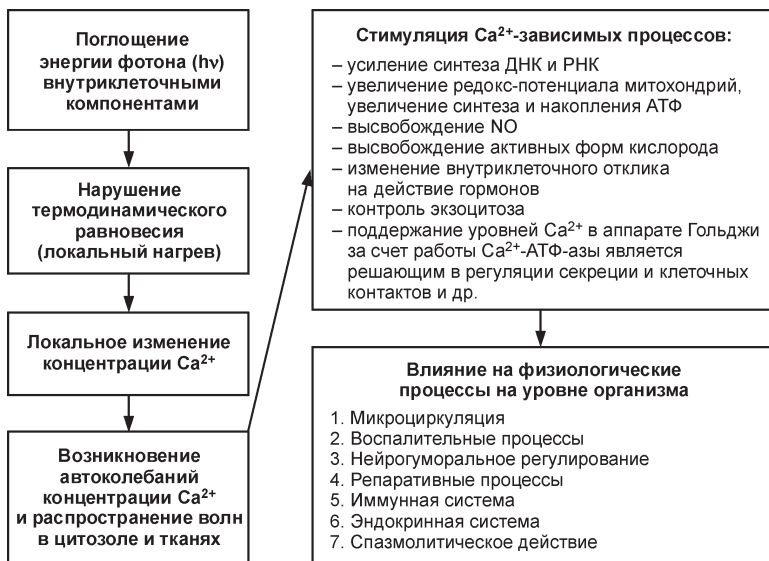 Поглощение
энергии фотона (hν)
внутриклеточными
компонентами
Нарушение
термодинамического
равновесия
(локальный нагрев)
Локальное изменение
концентрации Ca²⁺
Возникновение
автоколебаний
концентрации Ca²⁺
и распространение волн
в цитозоле и тканях
Стимуляция Ca²⁺-зависимых процессов:
– усиление синтеза ДНК и РНК
– увеличение редокс-потенциала митохондрий,
увеличение синтеза и накопления АТФ
– высвобождение NO
– высвобождение активных форм кислорода
– изменение внутриклеточного отклика
на действие гормонов
– контроль экзоцитоза
– поддержание уровней Ca²⁺ в аппарате Гольджи
за счет работы Ca²⁺-АТФ-азы является
решающим в регуляции секреции и клеточных
контактов и др.
Влияние на физиологические
процессы на уровне организма
1. Микроциркуляция
2. Воспалительные процессы
3. Нейрогуморальное регулирование
4. Репаративные процессы
5. Иммунная система
6. Эндокринная система
7. Спазмолитическое действие